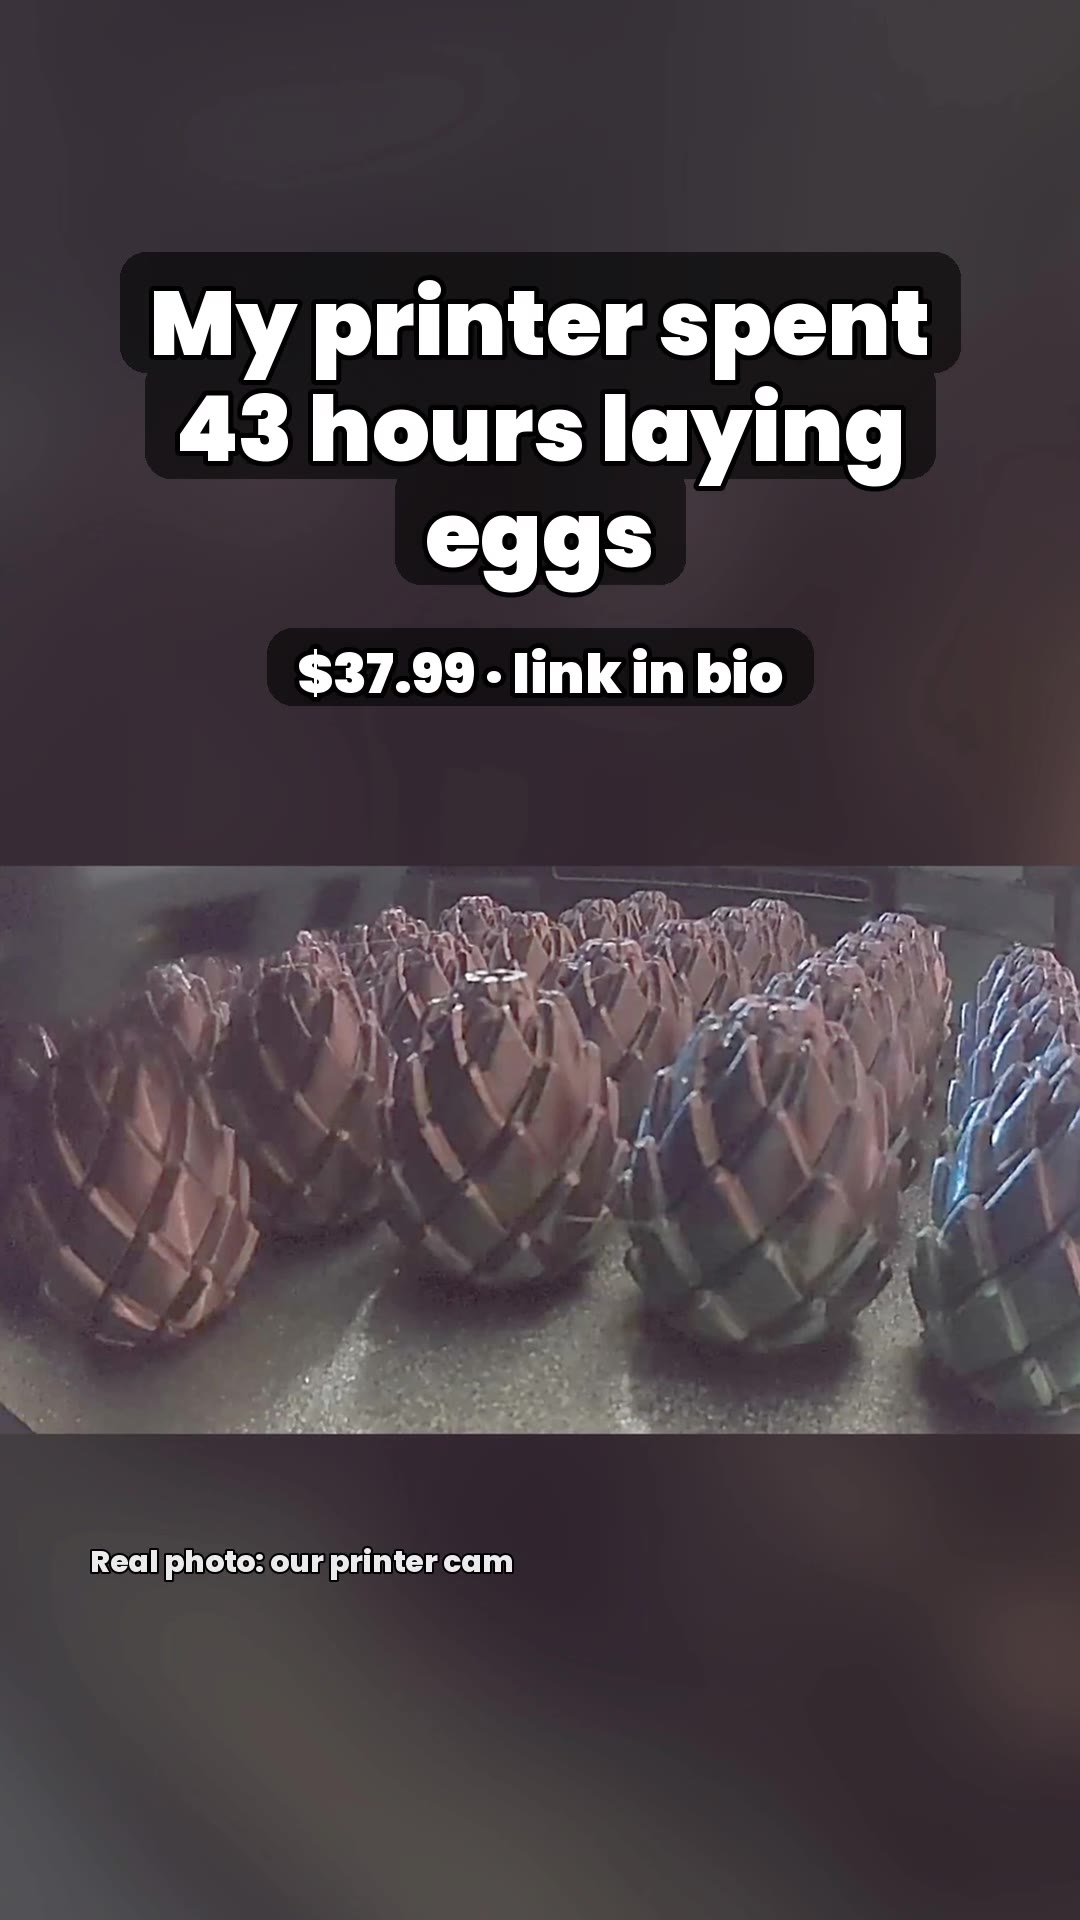 My printer spent
43 hours laying
eggs
$37.99 • link in bio
Real photo: our printer cam